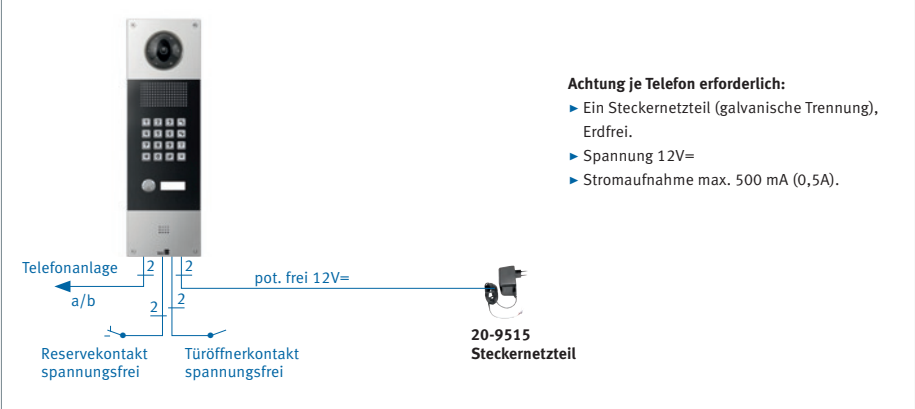 Achtung je Telefon erforderlich:
► Ein Steckernetzteil (galvanische Trennung),
Erdfrei.
► Spannung 12V=
► Stromaufnahme max. 500 mA (0,5A).
Telefonanlage
2
2
pot. frei 12V=
a/b
2
2
20-9515
Steckernetzteil
Reservekontakt
spannungsfrei
Türöffnerkontakt
spannungsfrei